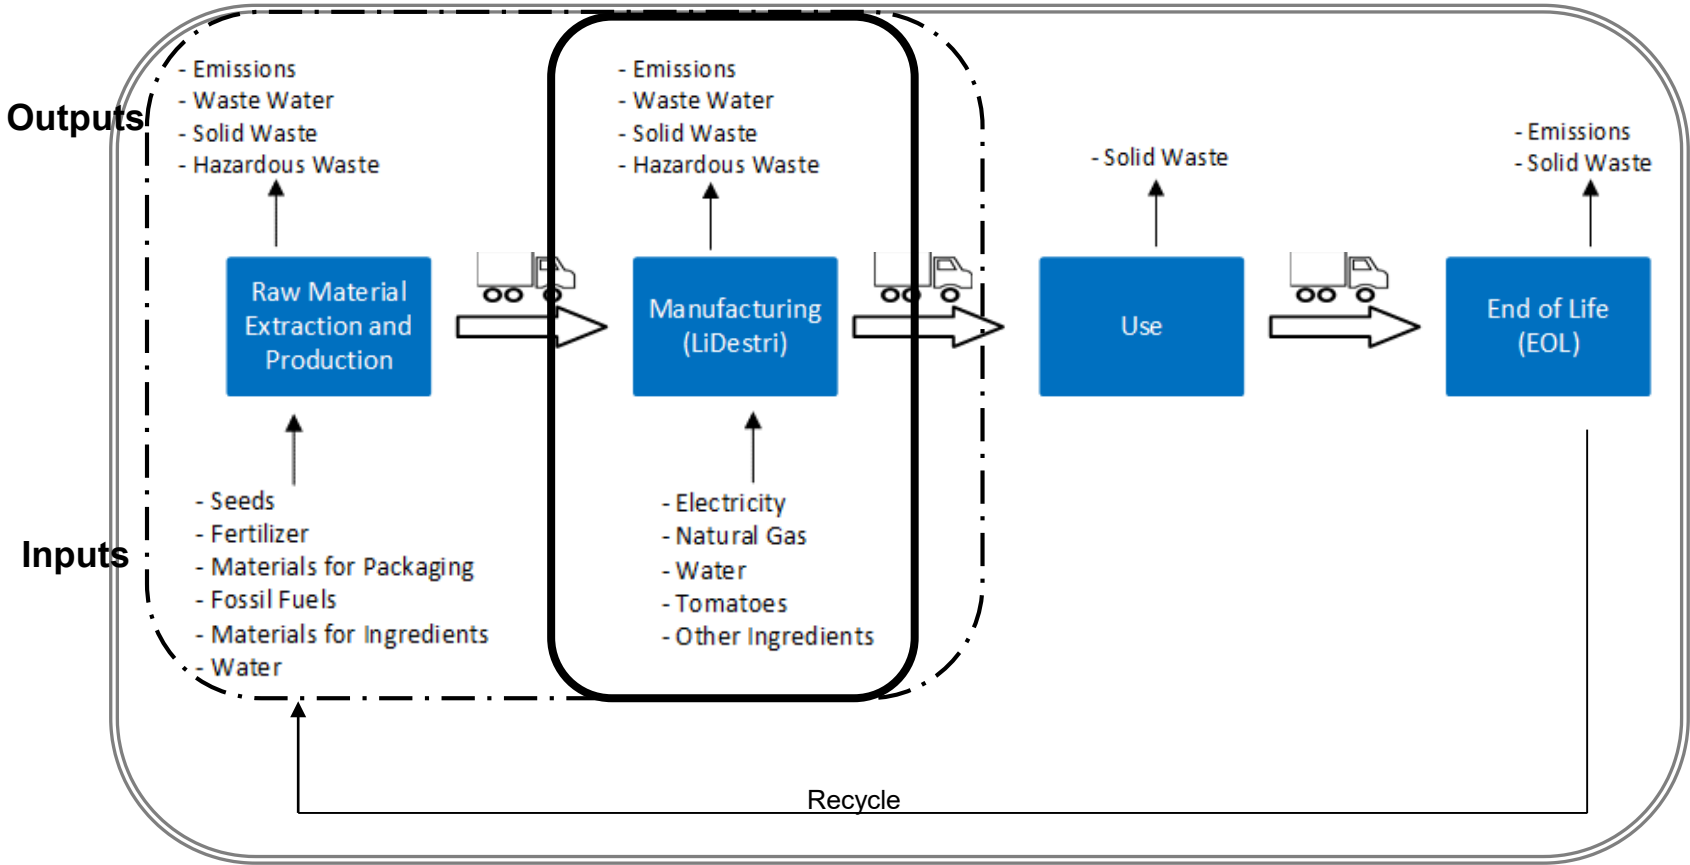 Outputs
- Emissions
- Waste Water
- Solid Waste
- Hazardous Waste
- Emissions
- Waste Water
- Solid Waste
- Hazardous Waste
- Solid Waste
- Emissions
- Solid Waste
Raw Material
Extraction and
Production
Manufacturing
(LiDestri)
Use
End of Life
(EOL)
Inputs
- Seeds
- Fertilizer
- Materials for Packaging
- Fossil Fuels
- Materials for Ingredients
- Water
- Electricity
- Natural Gas
- Water
- Tomatoes
- Other Ingredients
Recycle